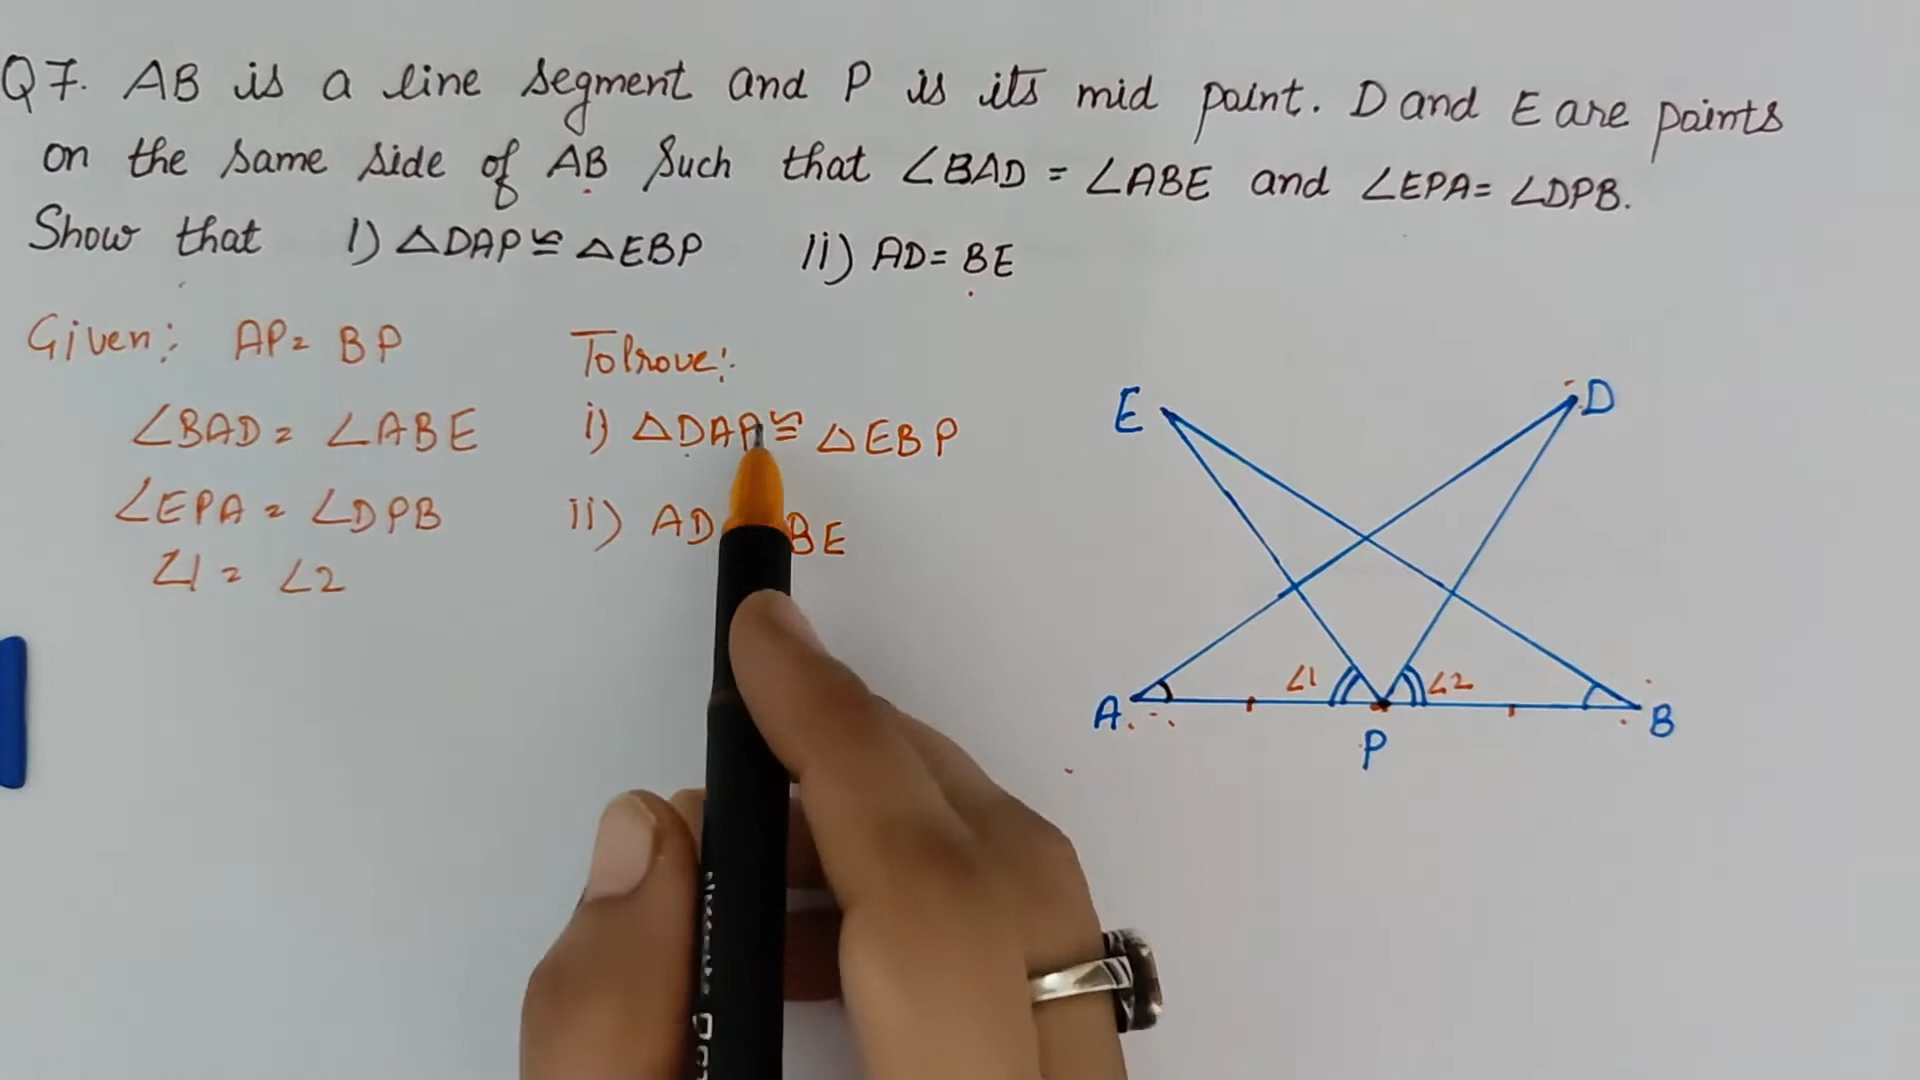 Q7. AB is a line segment and P is its mid point. D and E are points
on the same side of AB Such that ∠BAD = ∠ABE and ∠EPA = ∠DPB.
Show that i) △DAP ≅ △EBP ii) AD = BE
Given: AP = BP
∠BAD = ∠ABE
∠EPA = ∠DPB
∠1 = ∠2
To Prove:
i) △DAP ≅ △EBP
ii) AD BE
E
D
∠1
∠2
A
B
P